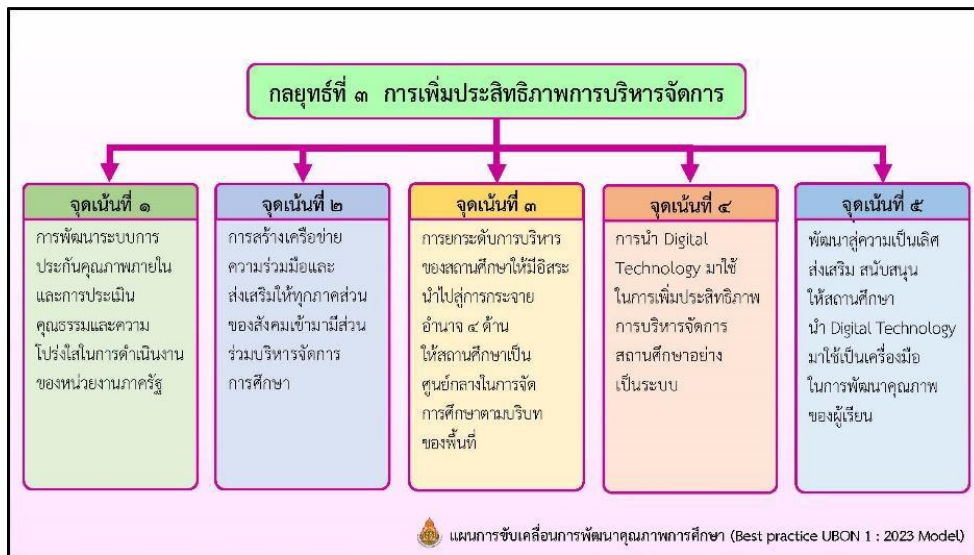 กลยุทธ์ที่ ๓ การเพิ่มประสิทธิภาพการบริหารจัดการ
จุดเน้นที่ ๑
การพัฒนาระบบการ
ประกันคุณภาพภายใน
และการประเมิน
คุณธรรมและความ
โปร่งใสในการดำเนินงาน
ของหน่วยงานภาครัฐ
จุดเน้นที่ ๒
การสร้างเครือข่าย
ความร่วมมือและ
ส่งเสริมให้ทุกภาคส่วน
ของสังคมเข้ามามีส่วน
ร่วมบริหารจัดการ
การศึกษา
จุดเน้นที่ ๓
การยกระดับการบริหาร
ของสถานศึกษาให้มีอิสระ
นำไปสู่การกระจาย
อำนาจ ๔ ด้าน
ให้สถานศึกษาเป็น
ศูนย์กลางในการจัด
การศึกษาตามบริบท
ของพื้นที่
จุดเน้นที่ ๔
การนำ Digital
Technology มาใช้
ในการเพิ่มประสิทธิภาพ
การบริหารจัดการ
สถานศึกษาอย่าง
เป็นระบบ
จุดเน้นที่ ๕
พัฒนาสู่ความเป็นเลิศ
ส่งเสริม สนับสนุน
ให้สถานศึกษา
นำ Digital Technology
มาใช้เป็นเครื่องมือ
ในการพัฒนาคุณภาพ
ของผู้เรียน
แผนการขับเคลื่อนการพัฒนาคุณภาพการศึกษา (Best practice UBON 1 : 2023 Model)